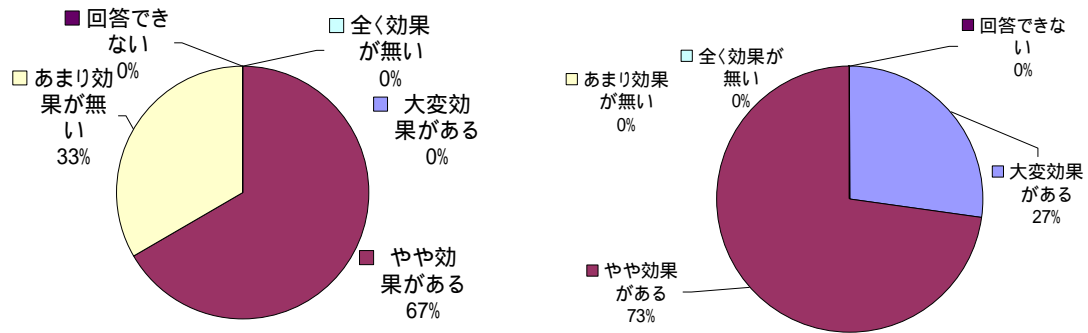 回答でき
ない
0%
全く効果
が無い
0%
あまり効
果が無
い
33%
大変効
果がある
0%
やや効
果がある
67%
回答できな
い
0%
全く効果が
無い
0%
あまり効果
が無い
0%
大変効果
がある
27%
やや効果
がある
73%